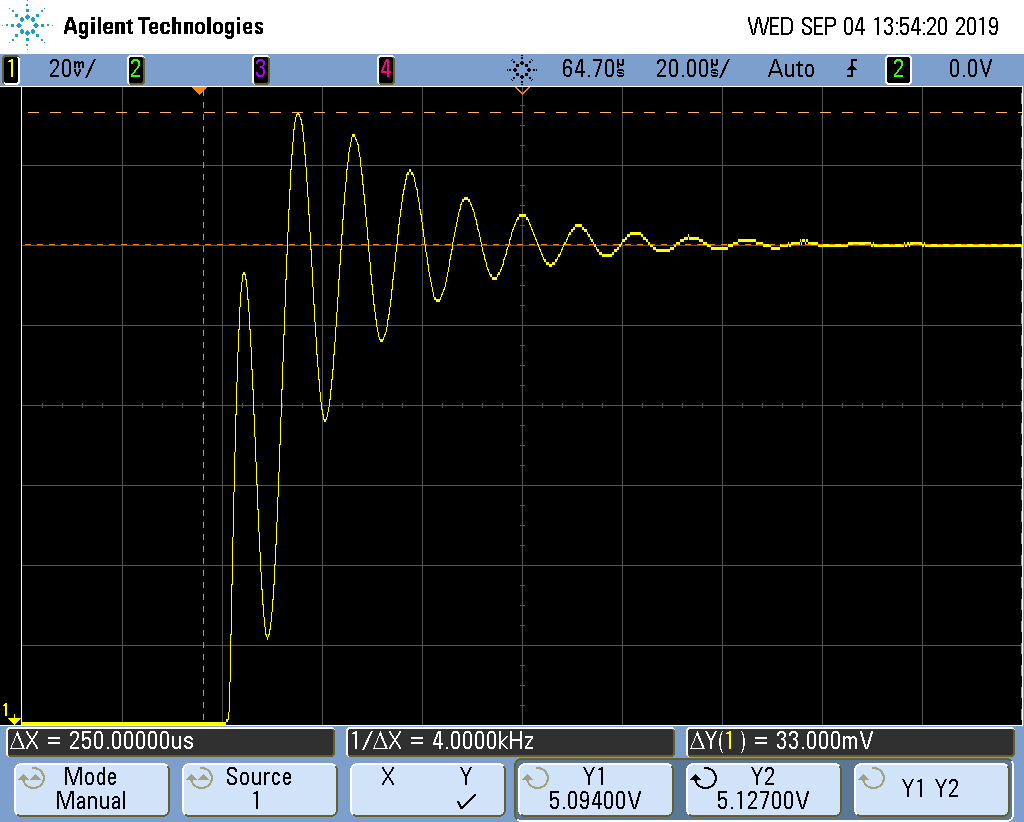 Agilent Technologies WED SEP 04 13:54:20 2019
1 20mV/ 2 3 4 64.70µs 20.00µs/ Auto 2 0.0V
1
ΔX = 250.00000us 1/ΔX = 4.0000kHz ΔY(1) = 33.000mV
Mode Source X Y Y1 Y2 Y1 Y2
Manual 1 ✓ 5.09400V 5.12700V